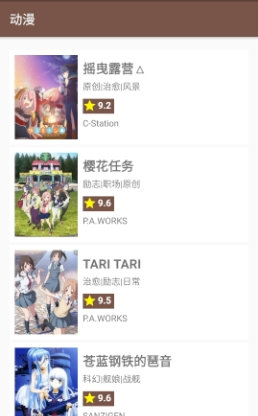 动漫
摇曳露营△
原创|治愈|风景
9.2
C-Station
樱花任务
励志|职场|原创
9.6
P.A.WORKS
TARI TARI
治愈|励志|日常
9.5
P.A.WORKS
苍蓝钢铁的琶音
科幻|舰娘|战舰
9.6
SANZIGEN